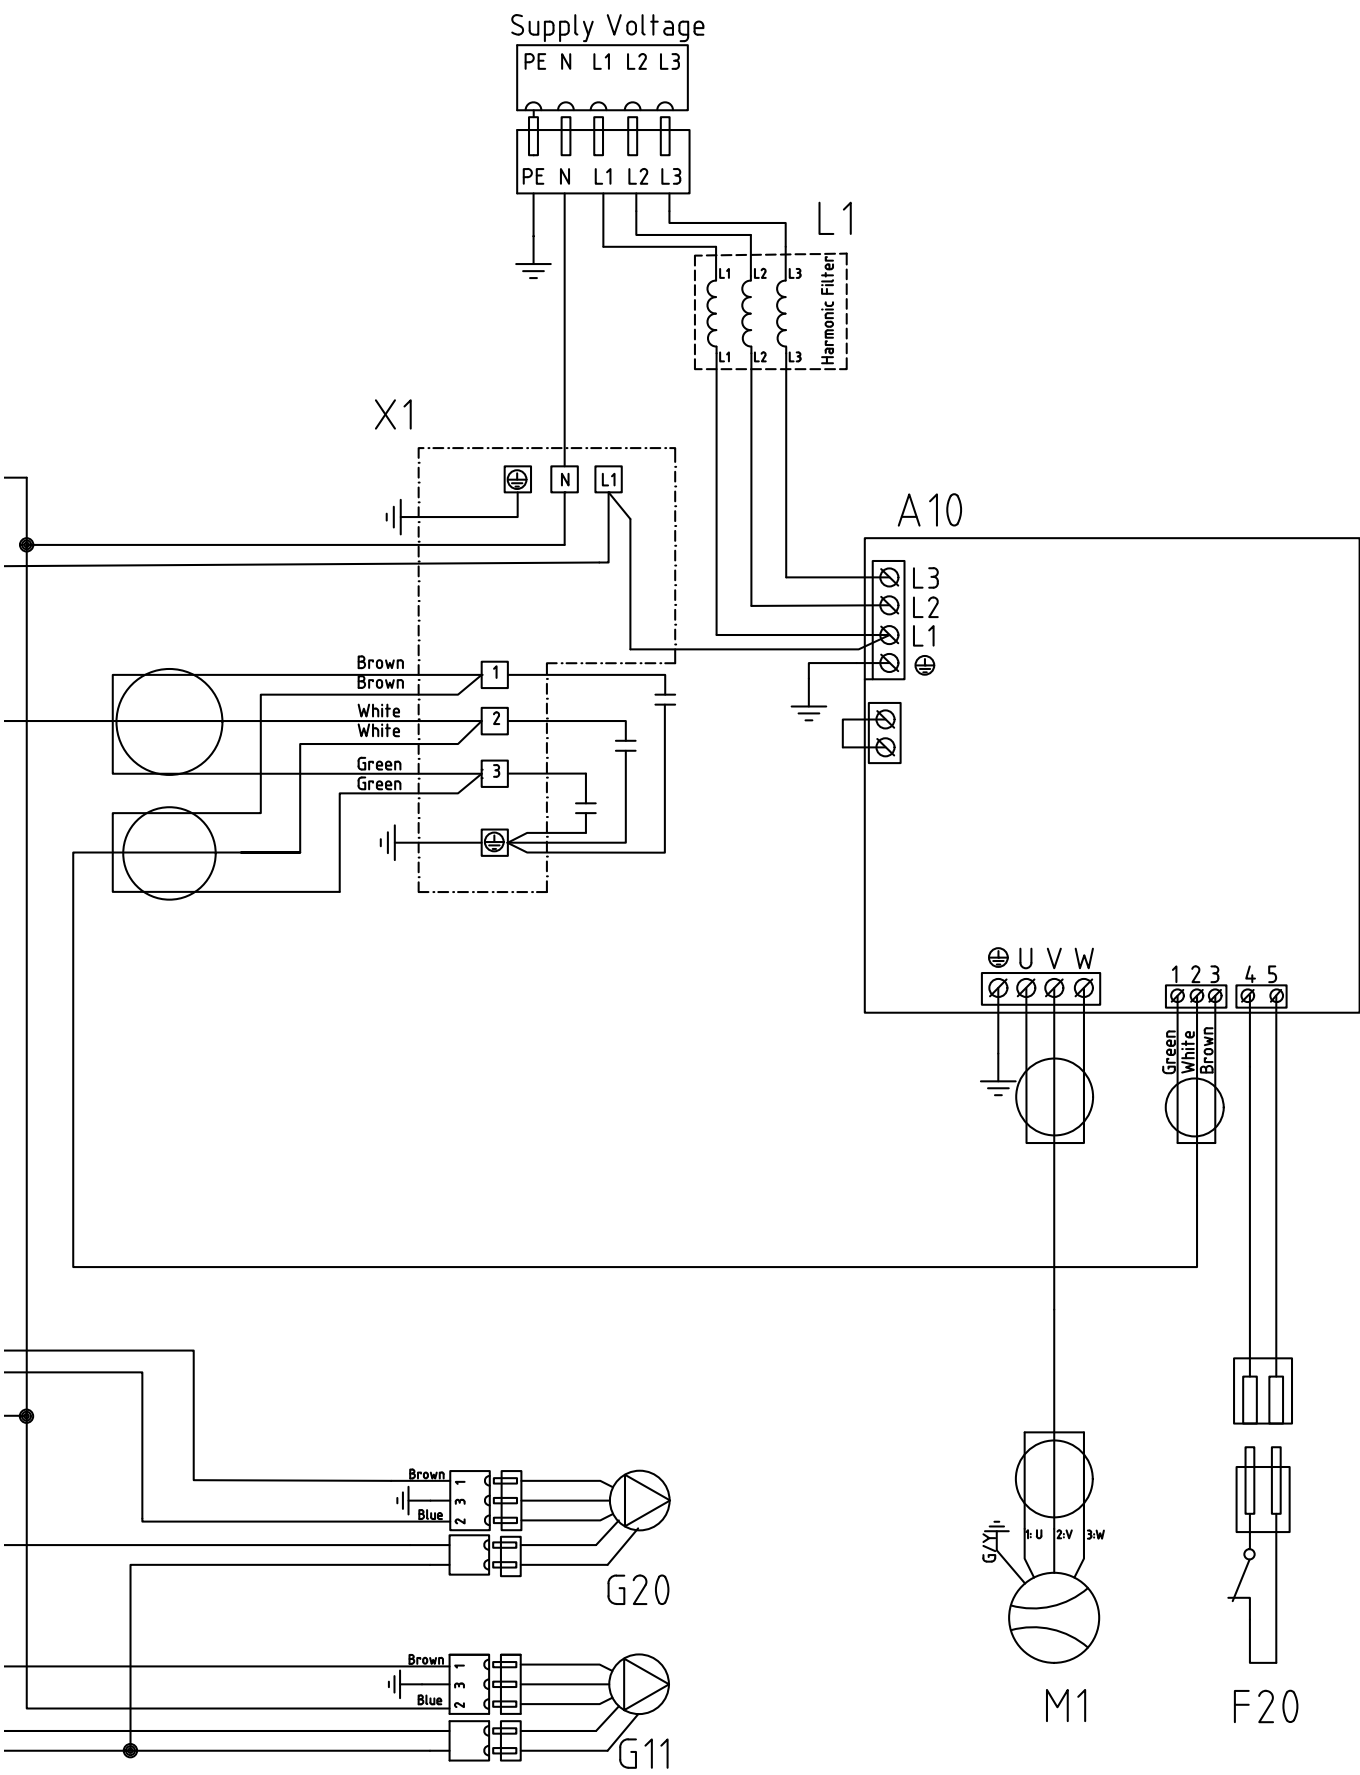 Supply Voltage
PE N L1 L2 L3
PE N L1 L2 L3
L1
L1 L2 L3
Harmonic Filter
L1 L2 L3
X1
N L1
A10
L3
L2
L1
Brown
Brown
1
White
White
2
Green
Green
3
U V W
1 2 3 4 5
Green
White
Brown
Brown
1
3
Blue
2
G20
G/Y
1: U 2:V 3:W
Brown
1
3
Blue
2
G11
M1
F20